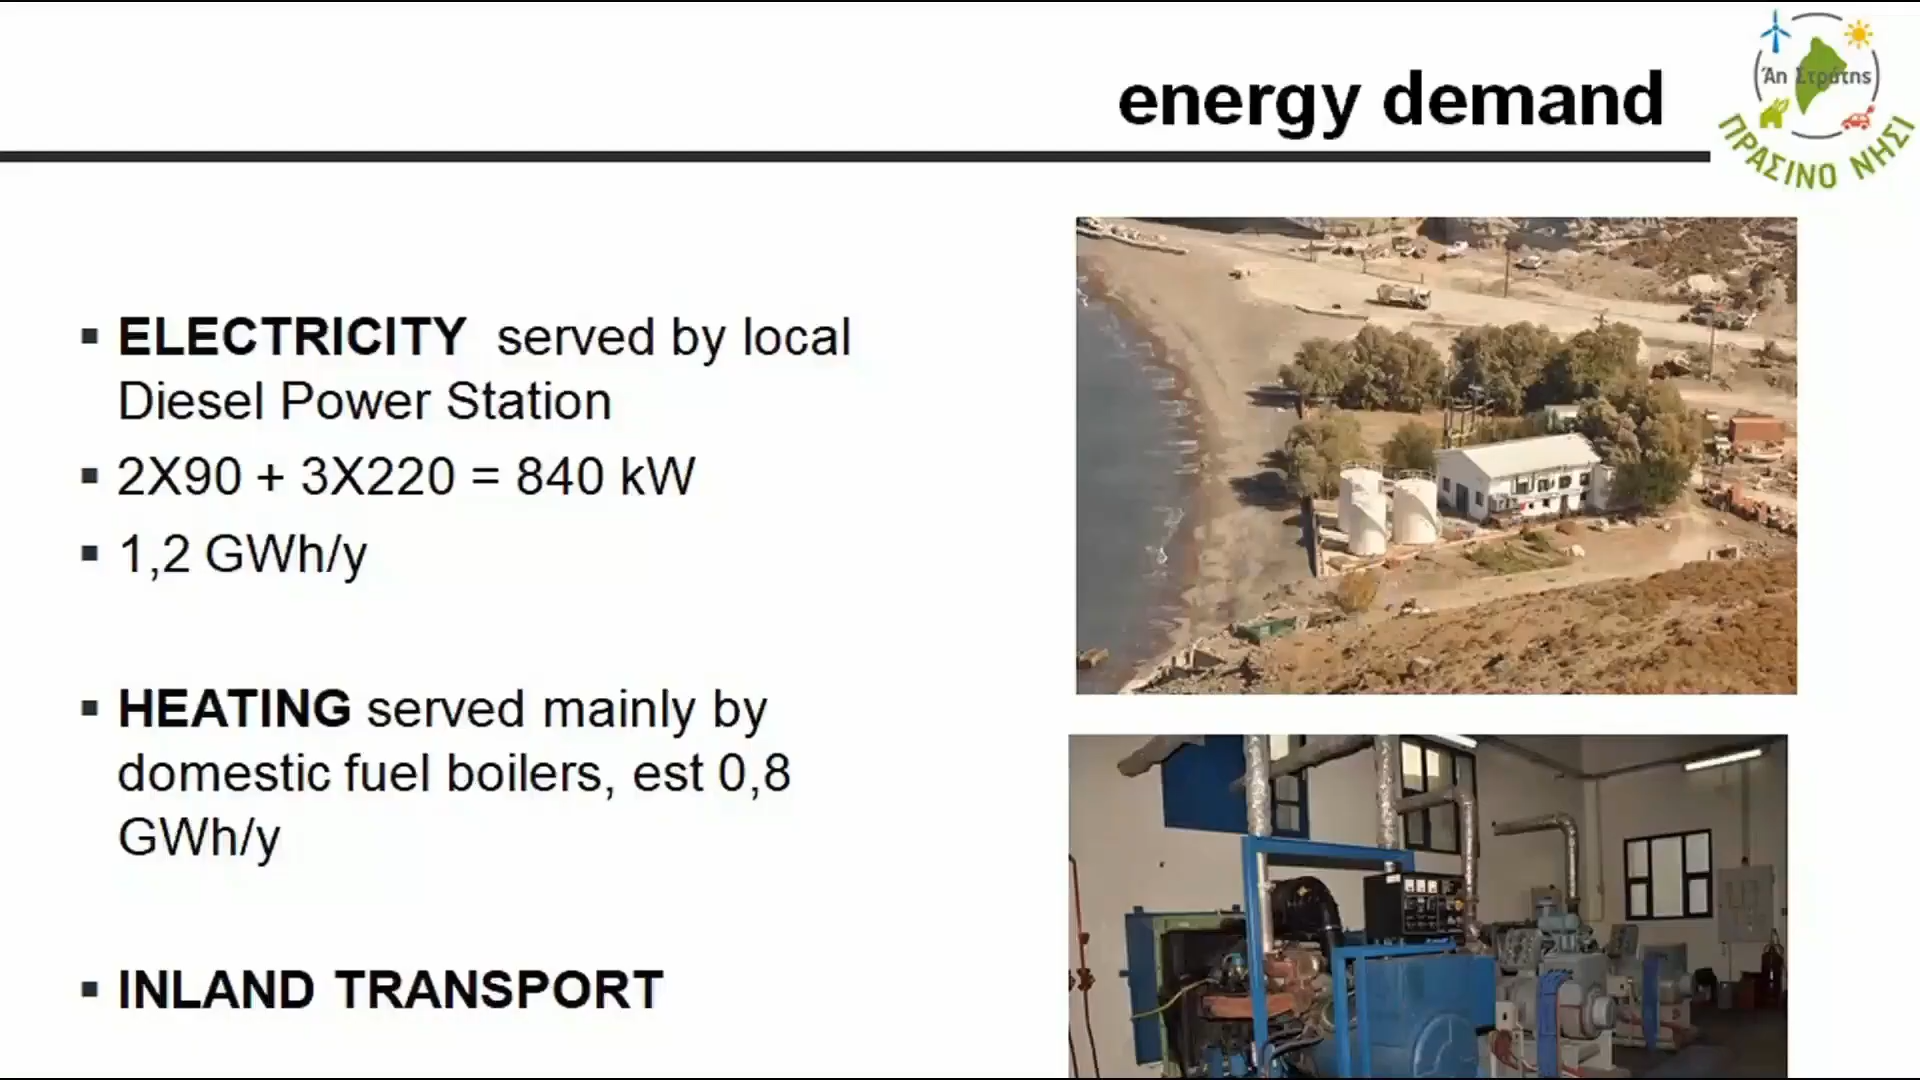 energy demand
Άη Στράτης
ΠΡΑΣΙΝΟ ΝΗΣΙ
▪ ELECTRICITY served by local
Diesel Power Station
▪ 2X90 + 3X220 = 840 kW
▪ 1,2 GWh/y
▪ HEATING served mainly by
domestic fuel boilers, est 0,8
GWh/y
▪ INLAND TRANSPORT